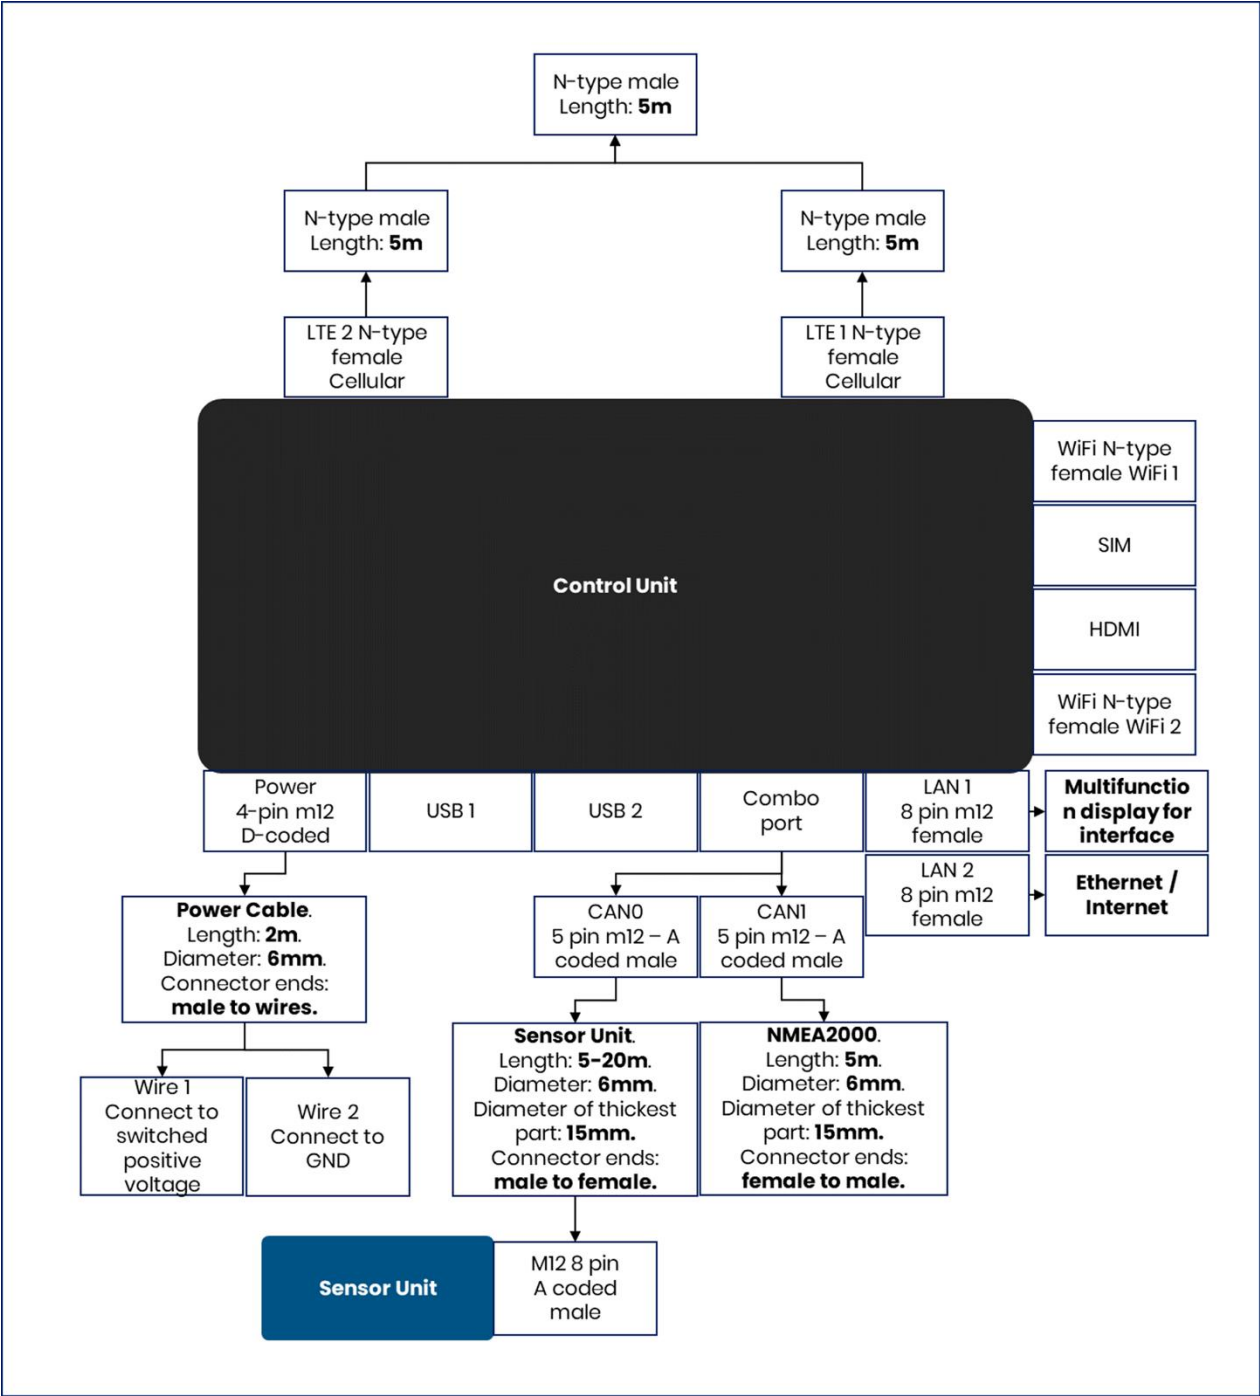 N-type male
Length: 5m
N-type male
Length: 5m
N-type male
Length: 5m
LTE 2 N-type
female
Cellular
LTE 1 N-type
female
Cellular
Control Unit
WiFi N-type
female WiFi 1
SIM
HDMI
WiFi N-type
female WiFi 2
Power
4-pin m12
D-coded
USB 1
USB 2
Combo
port
LAN 1
8 pin m12
female
Multifunctio
n display for
interface
LAN 2
8 pin m12
female
Ethernet /
Internet
Power Cable.
Length: 2m.
Diameter: 6mm.
Connector ends:
male to wires.
CAN0
5 pin m12 – A
coded male
CAN1
5 pin m12 – A
coded male
Wire 1
Connect to
switched
positive
voltage
Wire 2
Connect to
GND
Sensor Unit.
Length: 5-20m.
Diameter: 6mm.
Diameter of thickest
part: 15mm.
Connector ends:
male to female.
NMEA2000.
Length: 5m.
Diameter: 6mm.
Diameter of thickest
part: 15mm.
Connector ends:
female to male.
Sensor Unit
M12 8 pin
A coded
male